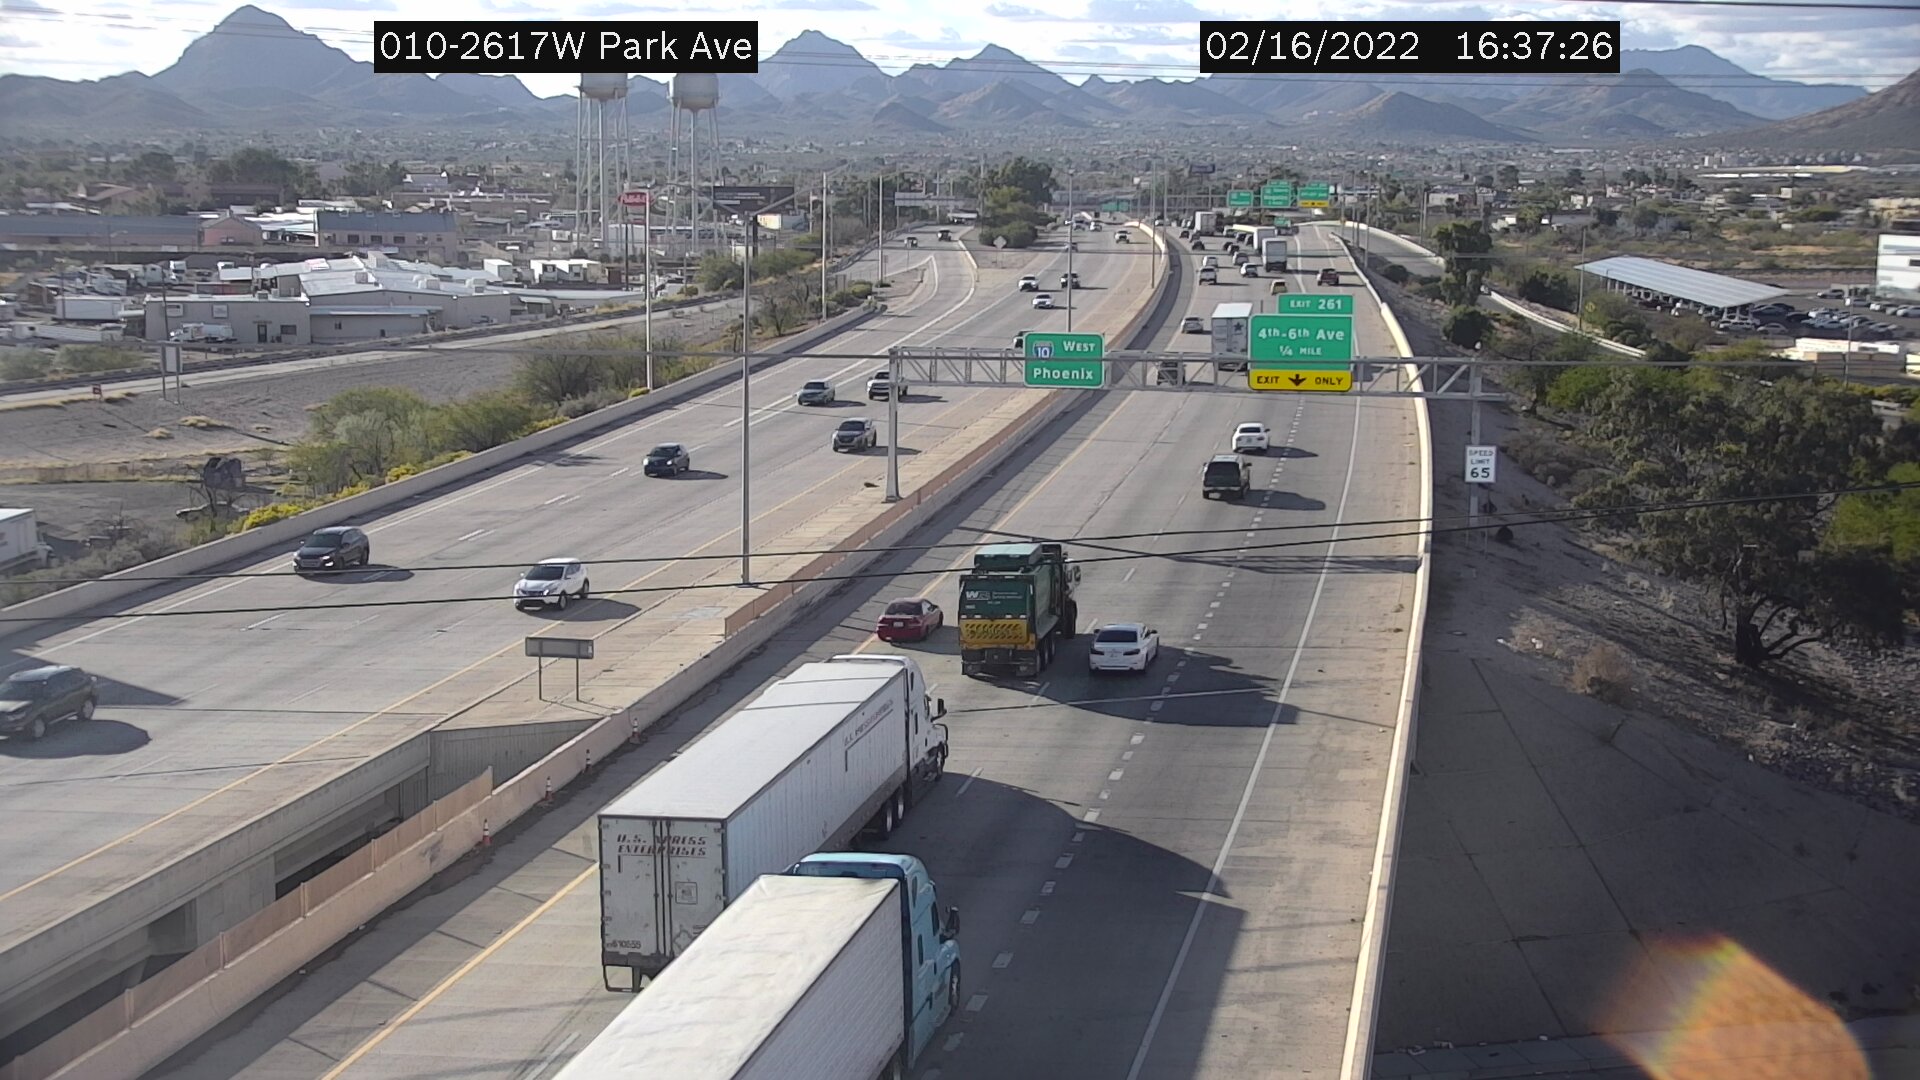 010-2617W Park Ave
02/16/2022 16:37:26
EXIT 261
4th-6th Ave
1/4 MILE
EXIT ONLY
10 WEST
Phoenix
SPEED
LIMIT
65
WM
U.S. XPRESS
ENTERPRISES